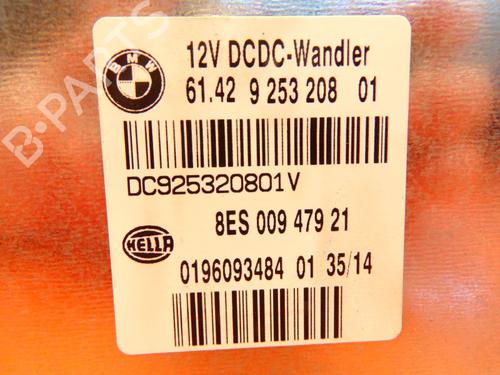 BMW
12V DCDC-Wandler
61.42 9 253 208 01
DC925320801V
8ES 009 479 21
HELLA
0196093484 01 35/14
B-PARTS